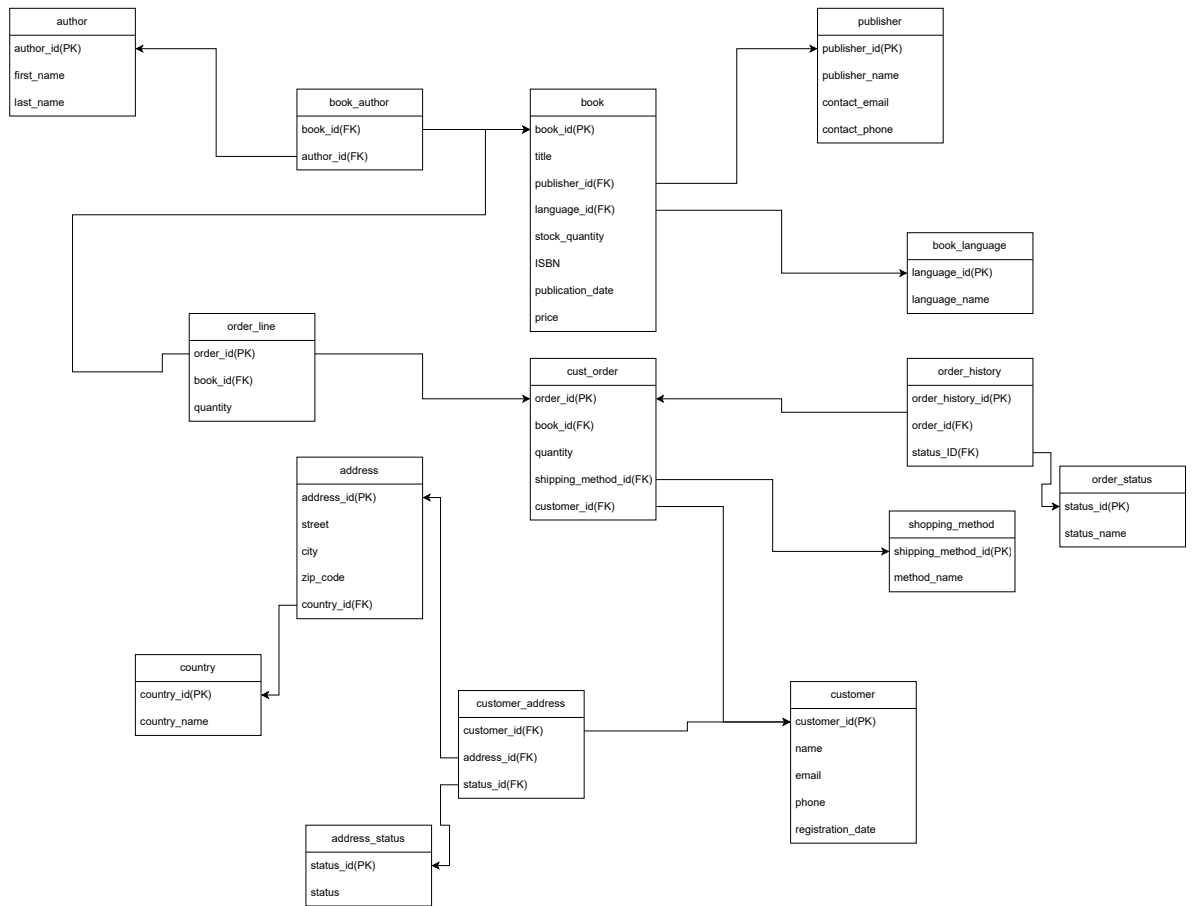 author
author_id(PK)
first_name
last_name
publisher
publisher_id(PK)
publisher_name
contact_email
contact_phone
book_author
book_id(FK)
author_id(FK)
book
book_id(PK)
title
publisher_id(FK)
language_id(FK)
stock_quantity
ISBN
publication_date
price
book_language
language_id(PK)
language_name
order_line
order_id(PK)
book_id(FK)
quantity
cust_order
order_id(PK)
book_id(FK)
quantity
shipping_method_id(FK)
customer_id(FK)
order_history
order_history_id(PK)
order_id(FK)
status_ID(FK)
order_status
status_id(PK)
status_name
address
address_id(PK)
street
city
zip_code
country_id(FK)
shopping_method
shipping_method_id(PK)
method_name
country
country_id(PK)
country_name
customer_address
customer_id(FK)
address_id(FK)
status_id(FK)
customer
customer_id(PK)
name
email
phone
registration_date
address_status
status_id(PK)
status